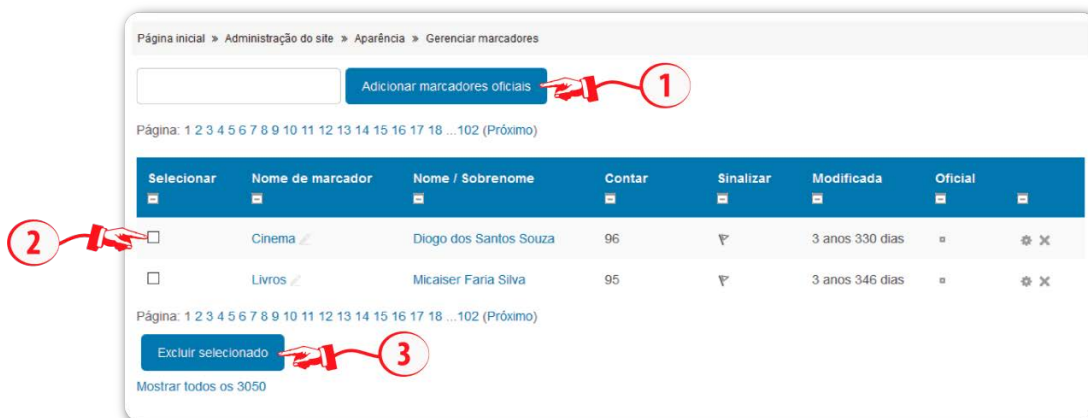 Página inicial » Administração do site » Aparência » Gerenciar marcadores
Adicionar marcadores oficiais
1
Página: 1 2 3 4 5 6 7 8 9 10 11 12 13 14 15 16 17 18 ...102 (Próximo)
Selecionar Nome de marcador Nome / Sobrenome Contar Sinalizar Modificada Oficial
2
Cinema Diogo dos Santos Souza 96 3 anos 330 dias
Livros Micaiser Faria Silva 95 3 anos 346 dias
Página: 1 2 3 4 5 6 7 8 9 10 11 12 13 14 15 16 17 18 ...102 (Próximo)
Excluir selecionado
3
Mostrar todos os 3050